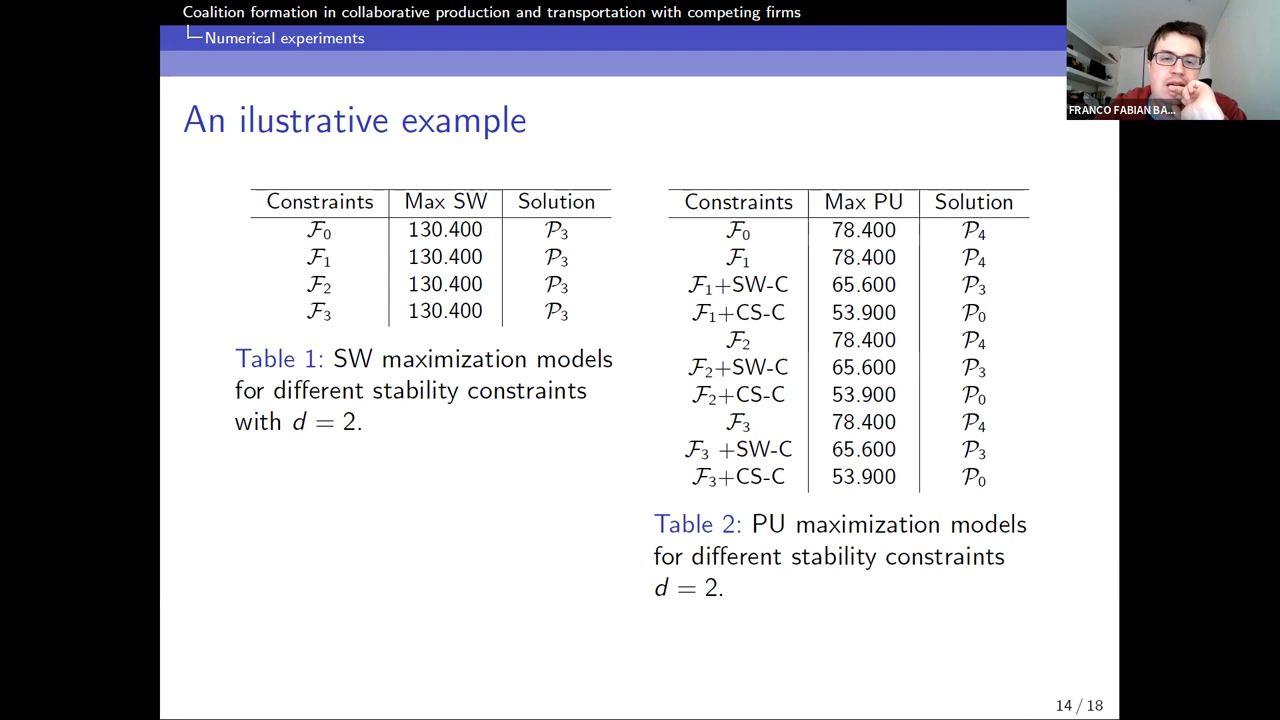 Coalition formation in collaborative production and transportation with competing firms
Numerical experiments
FRANCO FABIAN BA...
An ilustrative example
Constraints Max SW Solution
F0 130.400 P3
F1 130.400 P3
F2 130.400 P3
F3 130.400 P3
Table 1: SW maximization models
for different stability constraints
with d = 2.
Constraints Max PU Solution
F0 78.400 P4
F1 78.400 P4
F1+SW-C 65.600 P3
F1+CS-C 53.900 P0
F2 78.400 P4
F2+SW-C 65.600 P3
F2+CS-C 53.900 P0
F3 78.400 P4
F3 +SW-C 65.600 P3
F3+CS-C 53.900 P0
Table 2: PU maximization models
for different stability constraints
d = 2.
14 / 18